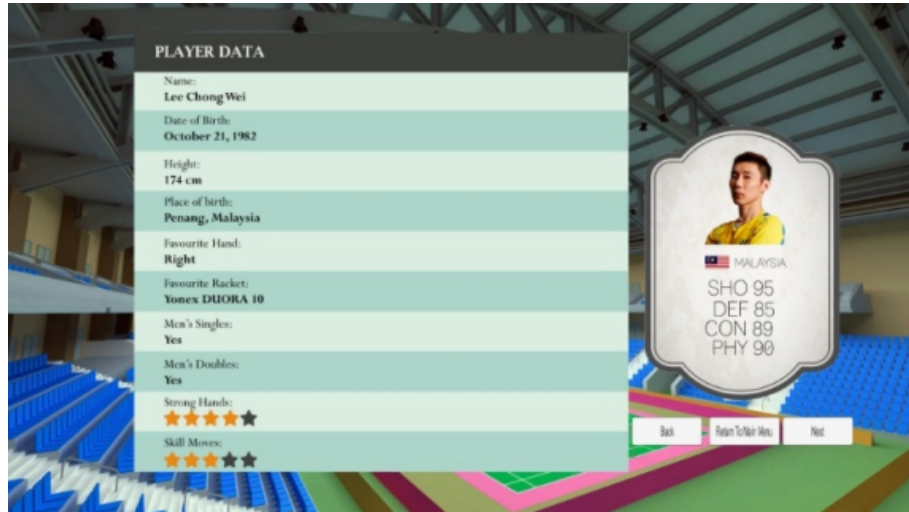 PLAYER DATA
Name:
Lee Chong Wei
Date of Birth:
October 21, 1982
Height:
174 cm
Place of birth:
Penang, Malaysia
Favourite Hand:
Right
Favourite Racket:
Yonex DUORA 10
Men's Singles:
Yes
Men's Doubles:
Yes
Strong Hands:
Skill Moves:
MALAYSIA
SHO 95
DEF 85
CON 89
PHY 90
Back
Return To Main Menu
Next